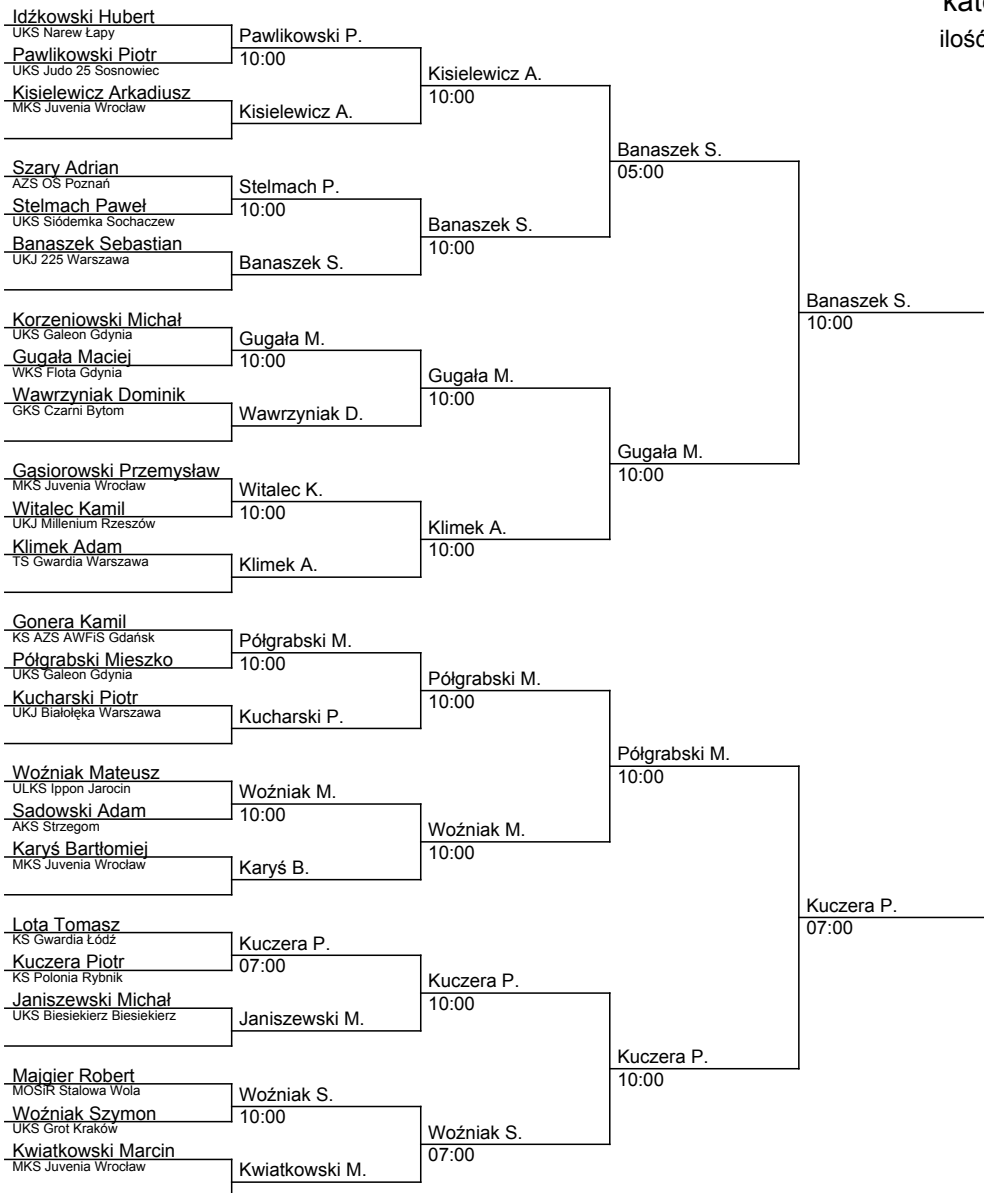 kate
ilość
Idźkowski Hubert
UKS Narew Łapy
Pawlikowski Piotr
UKS Judo 25 Sosnowiec
Kisielewicz Arkadiusz
MKS Juvenia Wrocław
Szary Adrian
AZS OŚ Poznań
Stelmach Paweł
UKS Siódemka Sochaczew
Banaszek Sebastian
UKJ 225 Warszawa
Korzeniowski Michał
UKS Galeon Gdynia
Gugała Maciej
WKS Flota Gdynia
Wawrzyniak Dominik
GKS Czarni Bytom
Gąsiorowski Przemysław
MKS Juvenia Wrocław
Witalec Kamil
UKJ Millenium Rzeszów
Klimek Adam
TS Gwardia Warszawa
Gonera Kamil
KS AZS AWFiS Gdańsk
Półgrabski Mieszko
UKS Galeon Gdynia
Kucharski Piotr
UKJ Białołęka Warszawa
Woźniak Mateusz
ULKS Ippon Jarocin
Sadowski Adam
AKS Strzegom
Karyś Bartłomiej
MKS Juvenia Wrocław
Lota Tomasz
KS Gwardia Łódź
Kuczera Piotr
KS Polonia Rybnik
Janiszewski Michał
UKS Biesiekierz Biesiekierz
Majgier Robert
MOSiR Stalowa Wola
Woźniak Szymon
UKS Grot Kraków
Kwiatkowski Marcin
MKS Juvenia Wrocław
Pawlikowski P.
10:00
Kisielewicz A.
Stelmach P.
10:00
Banaszek S.
Gugała M.
10:00
Wawrzyniak D.
Witalec K.
10:00
Klimek A.
Półgrabski M.
10:00
Kucharski P.
Woźniak M.
10:00
Karyś B.
Kuczera P.
07:00
Janiszewski M.
Woźniak S.
10:00
Kwiatkowski M.
Kisielewicz A.
10:00
Banaszek S.
10:00
Gugała M.
10:00
Klimek A.
10:00
Półgrabski M.
10:00
Woźniak M.
10:00
Kuczera P.
10:00
Woźniak S.
07:00
Banaszek S.
05:00
Gugała M.
10:00
Półgrabski M.
10:00
Kuczera P.
10:00
Banaszek S.
10:00
Kuczera P.
07:00